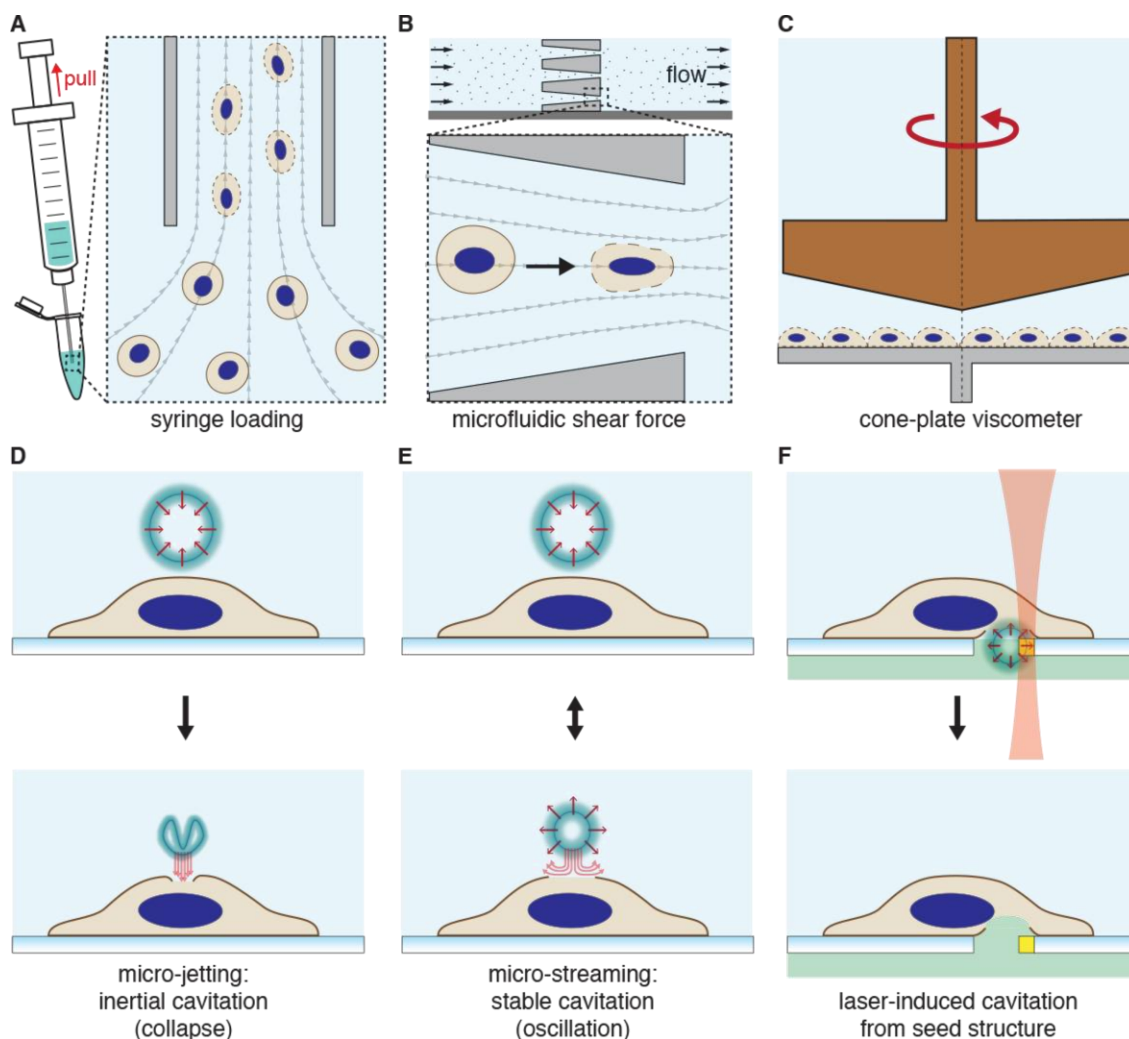 A
pull
syringe loading
B
flow
microfluidic shear force
C
cone-plate viscometer
D
micro-jetting:
inertial cavitation
(collapse)
E
micro-streaming:
stable cavitation
(oscillation)
F
laser-induced cavitation
from seed structure